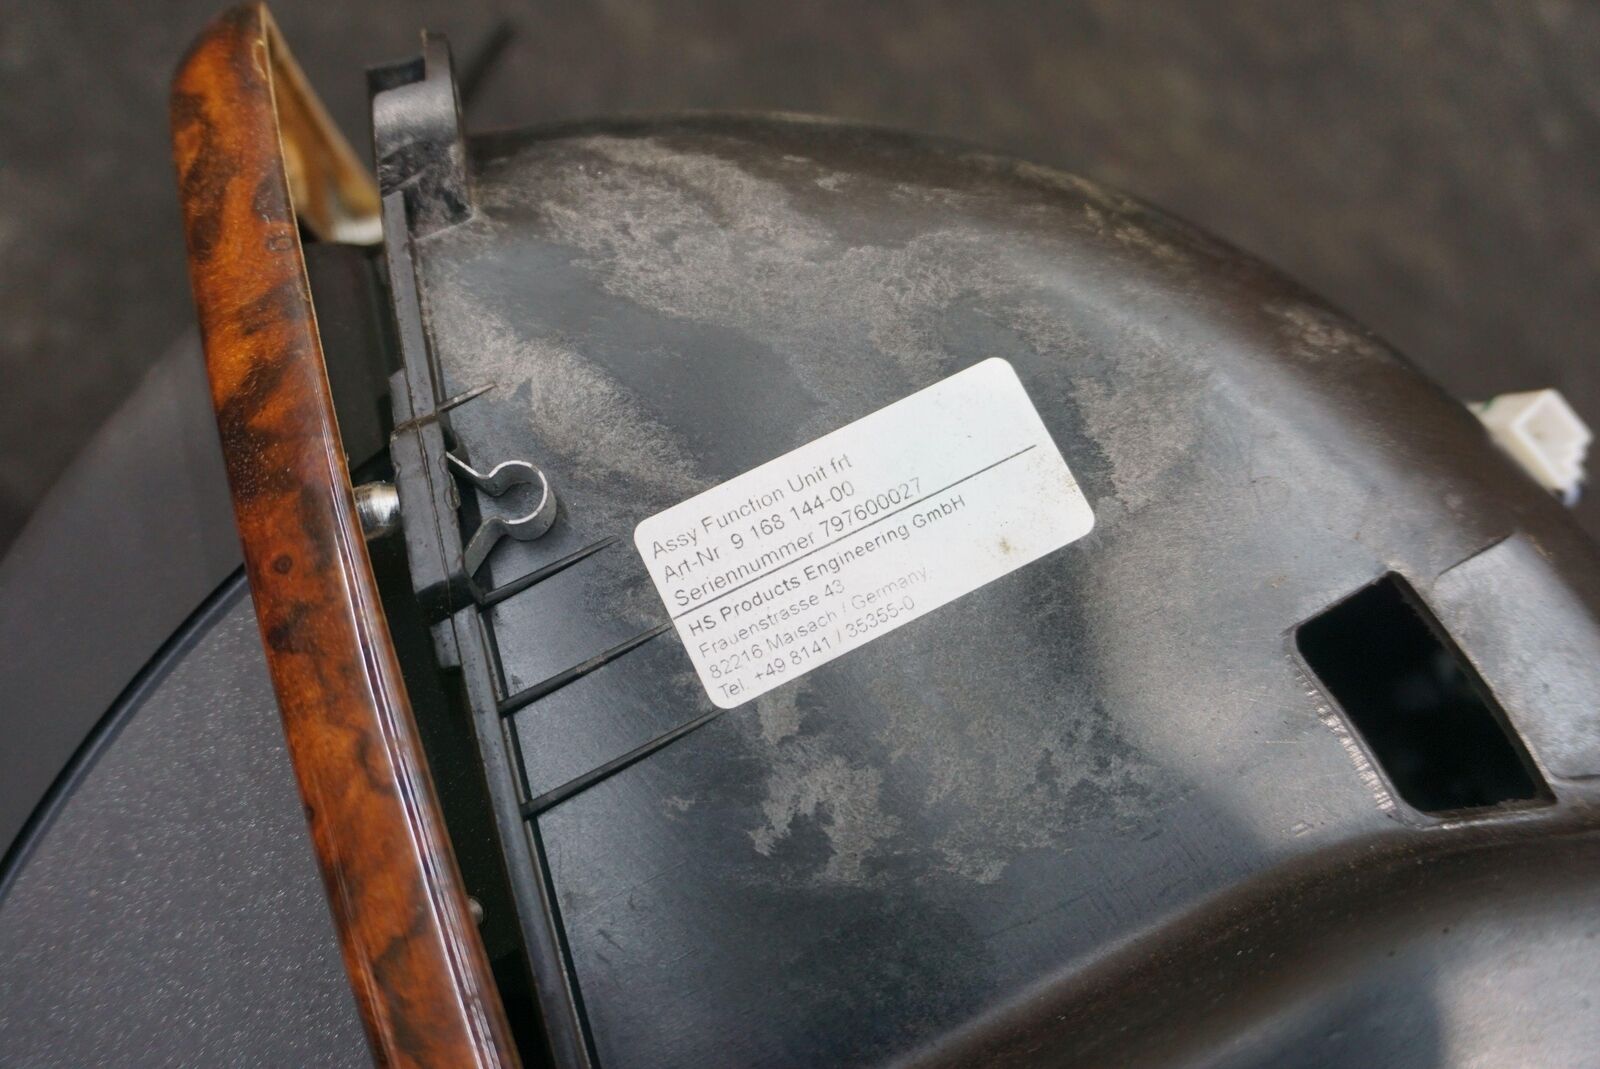 Assy Function Unit frt
Art-Nr 9 168 144-00
Seriennummer 797600027
HS Products Engineering GmbH
Frauenstrasse 43
82216 Maisach / Germany
Tel. +49 8141 / 35355-0